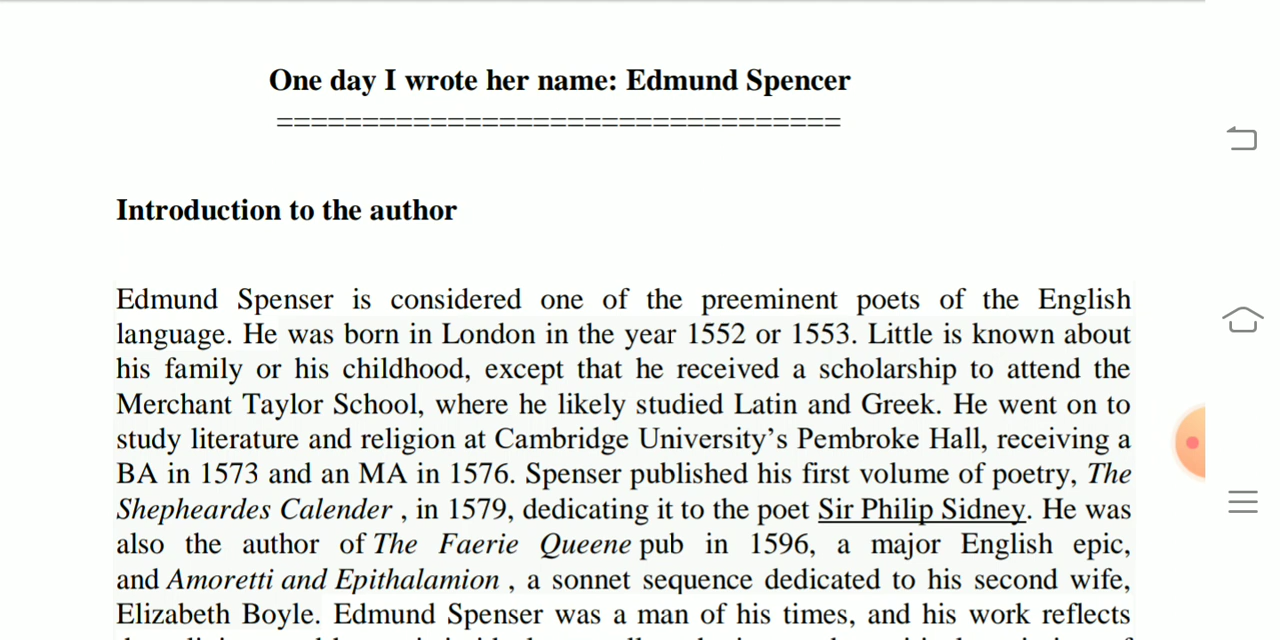 One day I wrote her name: Edmund Spencer
=================================
Introduction to the author
Edmund Spenser is considered one of the preeminent poets of the English
language. He was born in London in the year 1552 or 1553. Little is known about
his family or his childhood, except that he received a scholarship to attend the
Merchant Taylor School, where he likely studied Latin and Greek. He went on to
study literature and religion at Cambridge University’s Pembroke Hall, receiving a
BA in 1573 and an MA in 1576. Spenser published his first volume of poetry, The
Shepheardes Calender , in 1579, dedicating it to the poet Sir Philip Sidney. He was
also the author of The Faerie Queene pub in 1596, a major English epic,
and Amoretti and Epithalamion , a sonnet sequence dedicated to his second wife,
Elizabeth Boyle. Edmund Spenser was a man of his times, and his work reflects